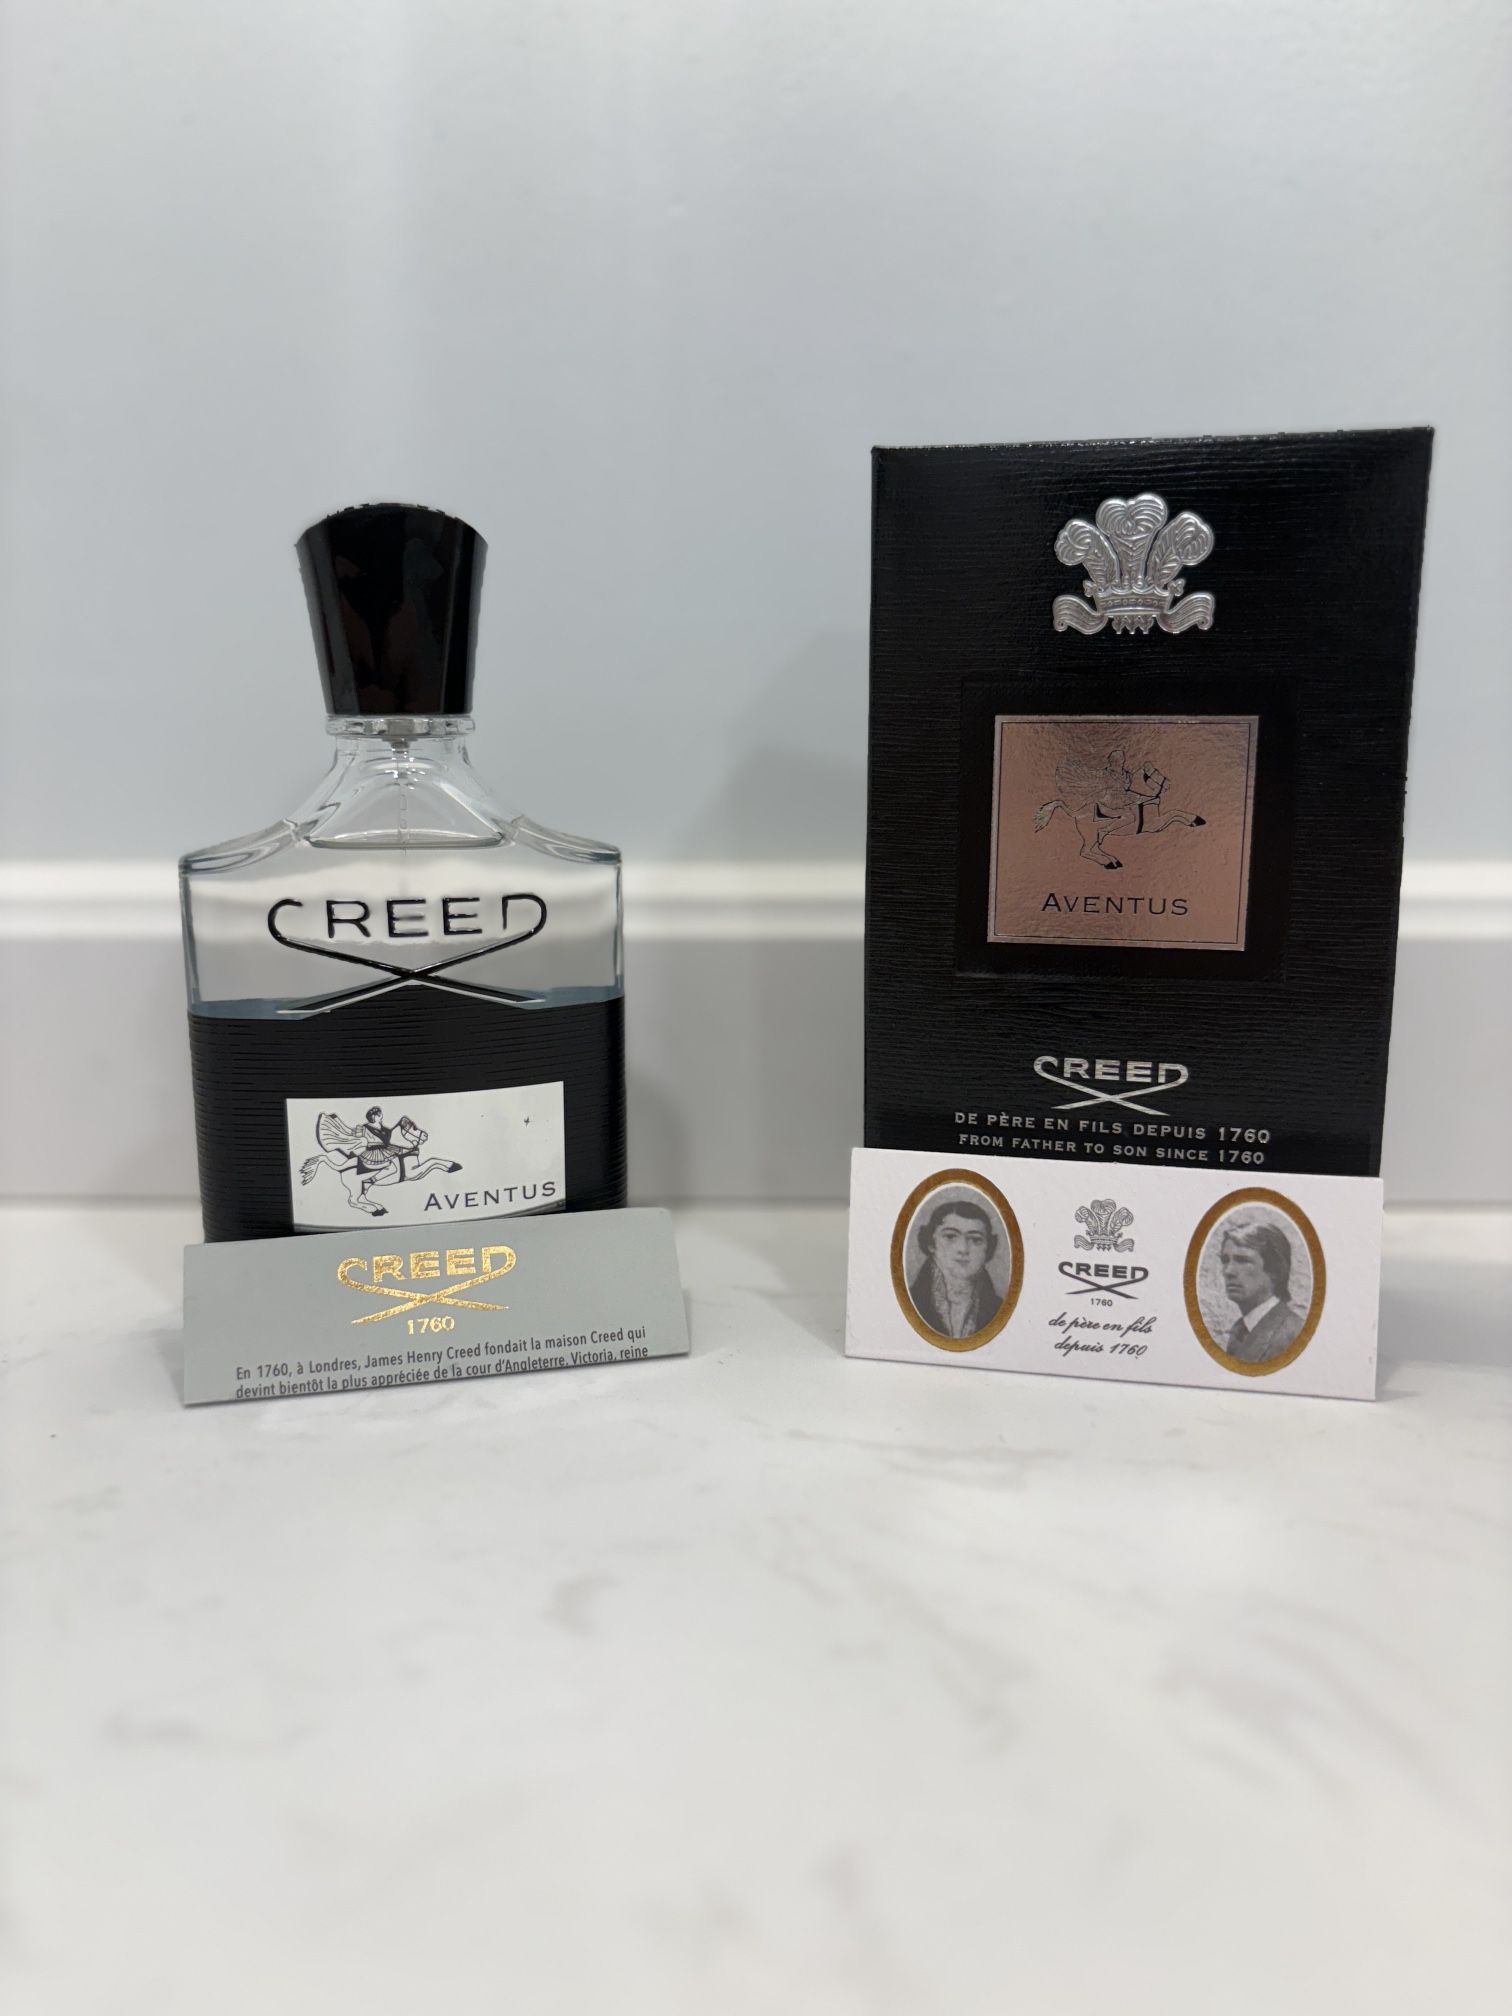 CREED
AVENTUS
CREED
1760
En 1760, à Londres, James Henry Creed fondait la maison Creed qui
devint bientôt la plus appréciée de la cour d'Angleterre. Victoria, reine
AVENTUS
CREED
DE PÈRE EN FILS DEPUIS 1760
FROM FATHER TO SON SINCE 1760
CREED
1760
de père en fils
depuis 1760